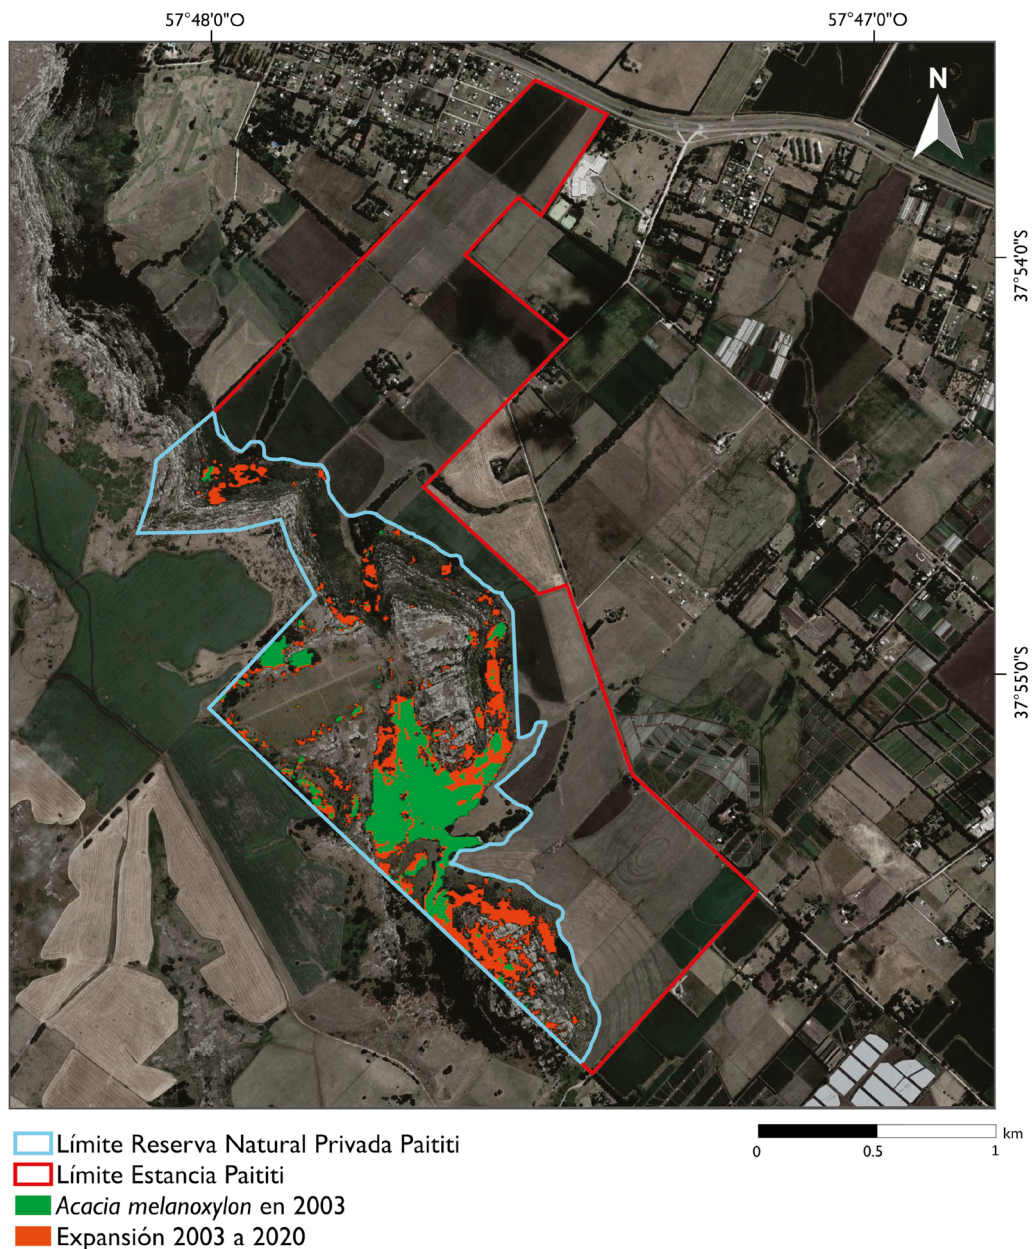 57°48'0"O
57°47'0"O
N
37°54'0"S
37°55'0"S
Límite Reserva Natural Privada Paititi
Límite Estancia Paititi
Acacia melanoxylon en 2003
Expansión 2003 a 2020
km
0 0.5 1